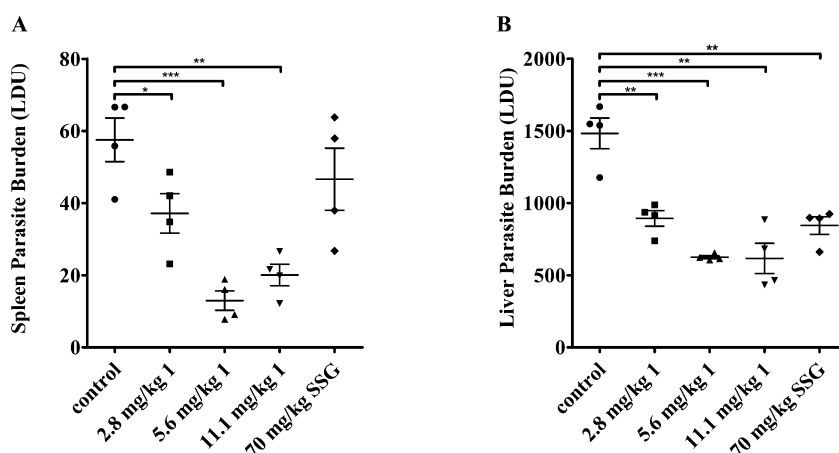 A
Spleen Parasite Burden (LDU)
80
60
40
20
0
**
***
*
control
2.8 mg/kg 1
5.6 mg/kg 1
11.1 mg/kg 1
70 mg/kg SSG
B
Liver Parasite Burden (LDU)
2000
1500
1000
500
0
**
**
***
**
control
2.8 mg/kg 1
5.6 mg/kg 1
11.1 mg/kg 1
70 mg/kg SSG